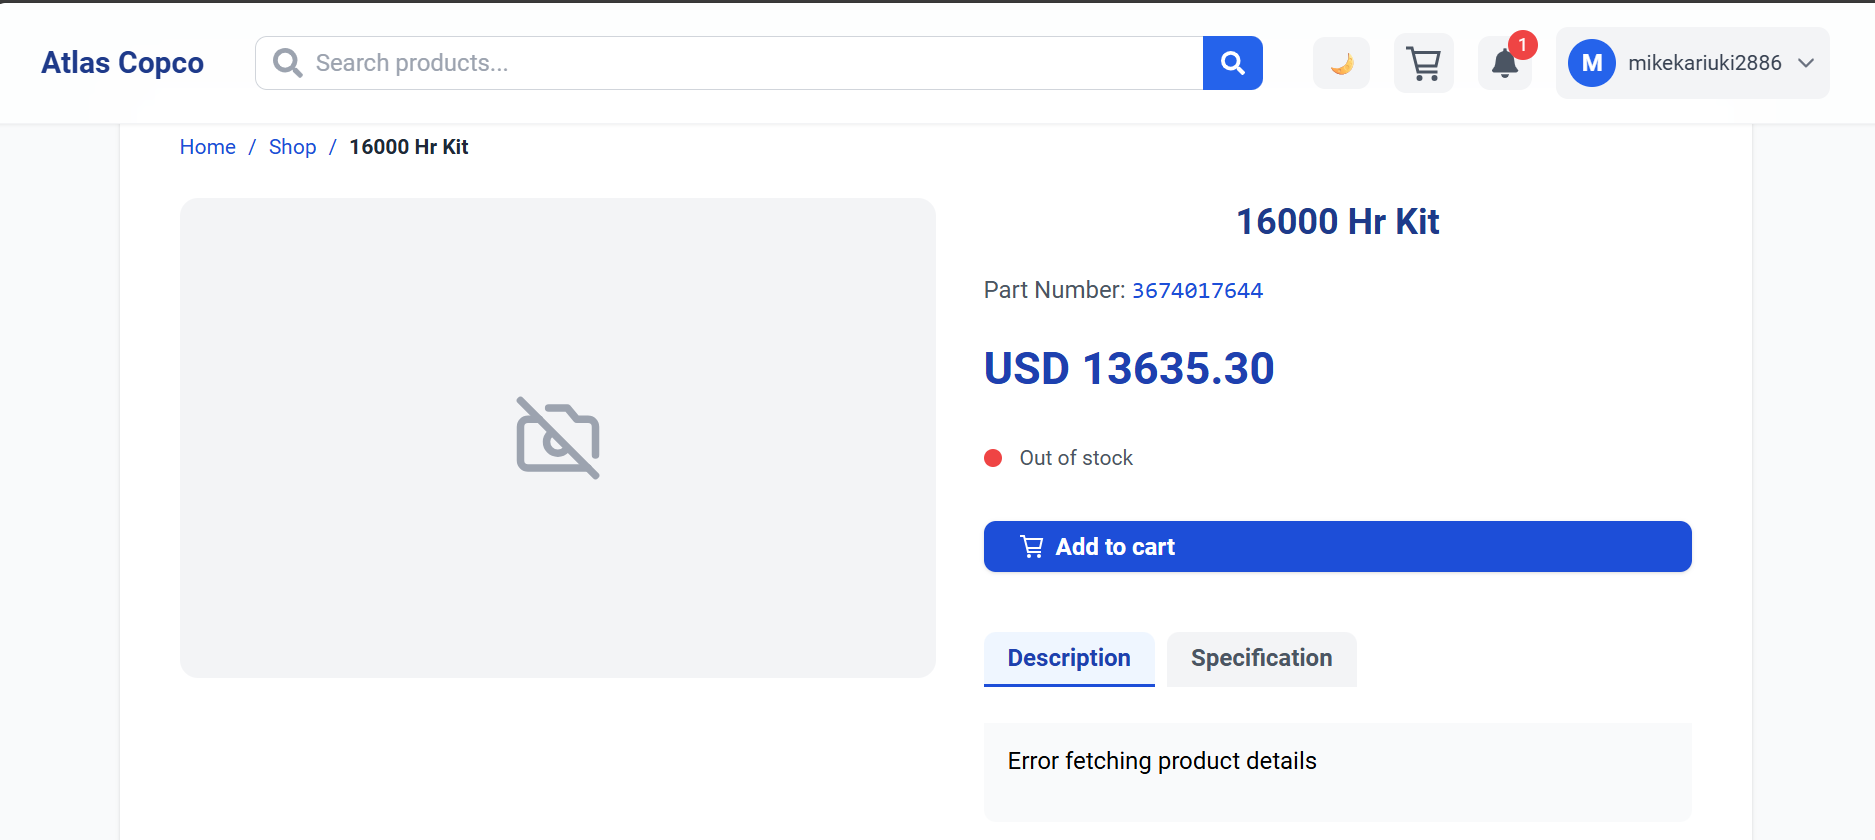 Atlas Copco
Search products...
1
M
mikekariuki2886
Home / Shop / 16000 Hr Kit
16000 Hr Kit
Part Number: 3674017644
USD 13635.30
Out of stock
Add to cart
Description
Specification
Error fetching product details